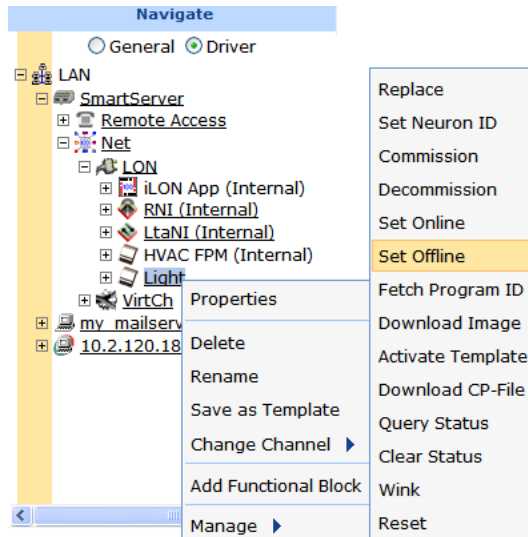 Navigate
General Driver
LAN
SmartServer
Remote Access
Net
LON
iLON App (Internal)
RNI (Internal)
LtaNI (Internal)
HVAC FPM (Internal)
Light
VirtCh
my_mailserv
10.2.120.18
Properties
Delete
Rename
Save as Template
Change Channel
Add Functional Block
Manage
Replace
Set Neuron ID
Commission
Decommission
Set Online
Set Offline
Fetch Program ID
Download Image
Activate Template
Download CP-File
Query Status
Clear Status
Wink
Reset